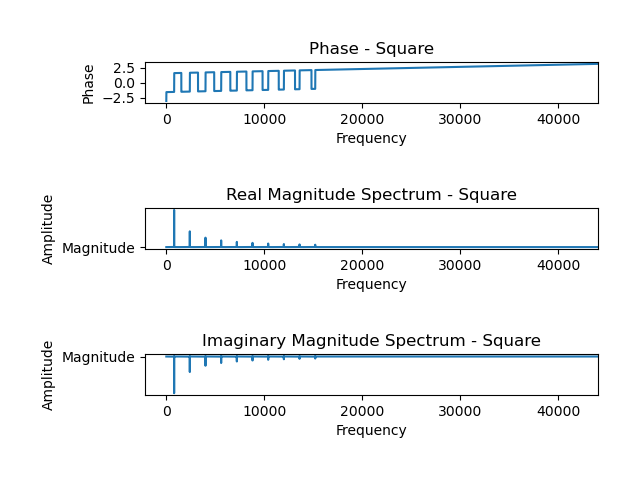 Phase - Square
Phase
2.5
0.0
−2.5
0 10000 20000 30000 40000
Frequency
Real Magnitude Spectrum - Square
Amplitude
Magnitude
0 10000 20000 30000 40000
Frequency
Imaginary Magnitude Spectrum - Square
Amplitude
Magnitude
0 10000 20000 30000 40000
Frequency